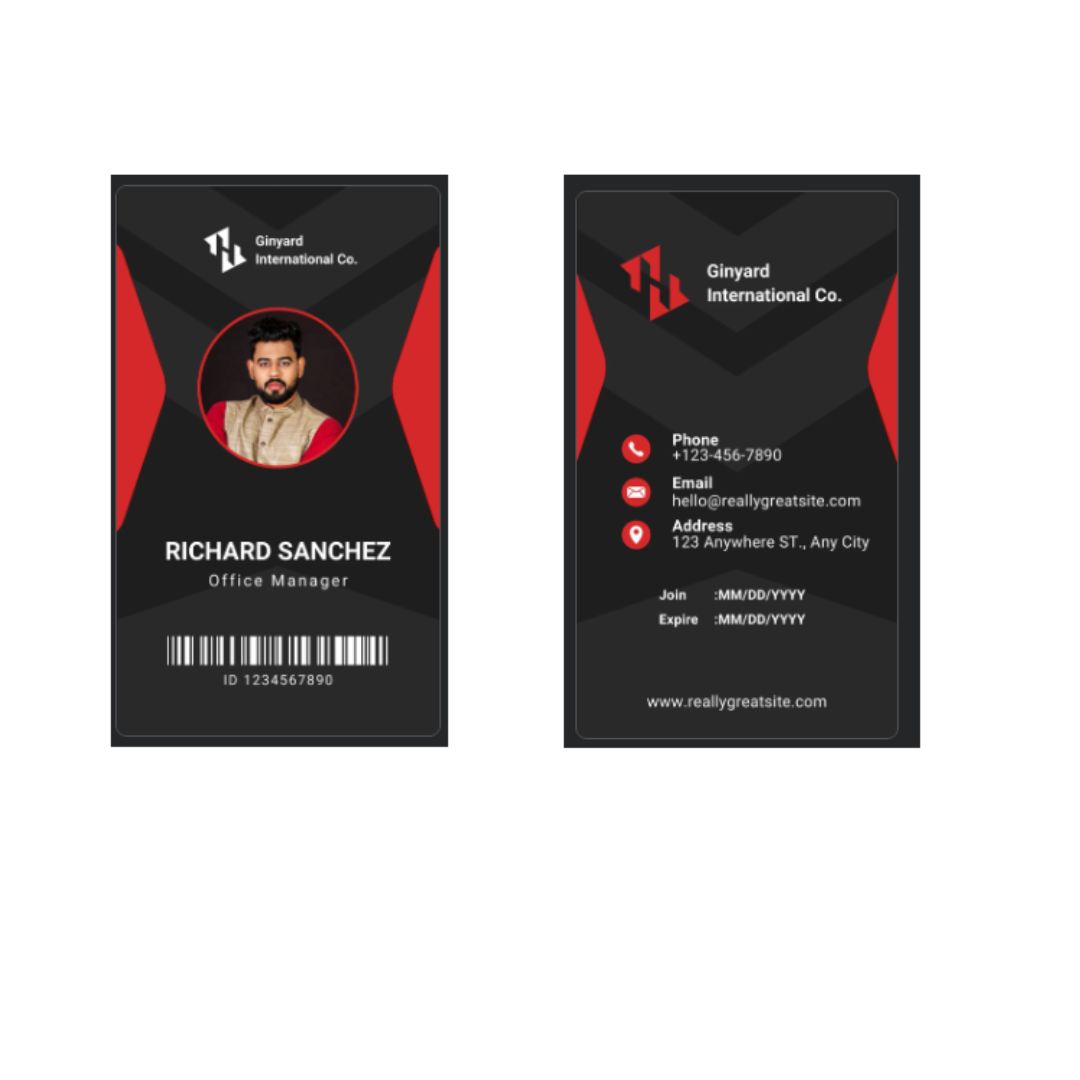 Ginyard
International Co.
RICHARD SANCHEZ
Office Manager
ID 1234567890
Ginyard
International Co.
Phone
+123-456-7890
Email
hello@reallygreatsite.com
Address
123 Anywhere ST., Any City
Join :MM/DD/YYYY
Expire :MM/DD/YYYY
www.reallygreatsite.com